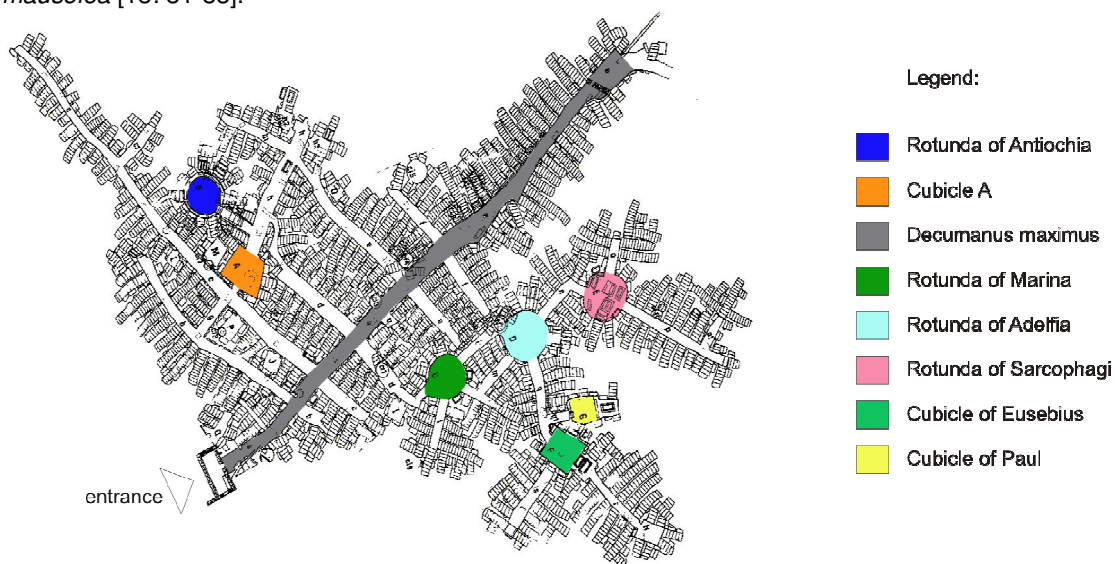 mausolea
Legend:
Rotunda of Antiochia
Cubicle A
Decumanus maximus
Rotunda of Marina
Rotunda of Adelfia
Rotunda of Sarcophagi
Cubicle of Eusebius
Cubicle of Paul
entrance